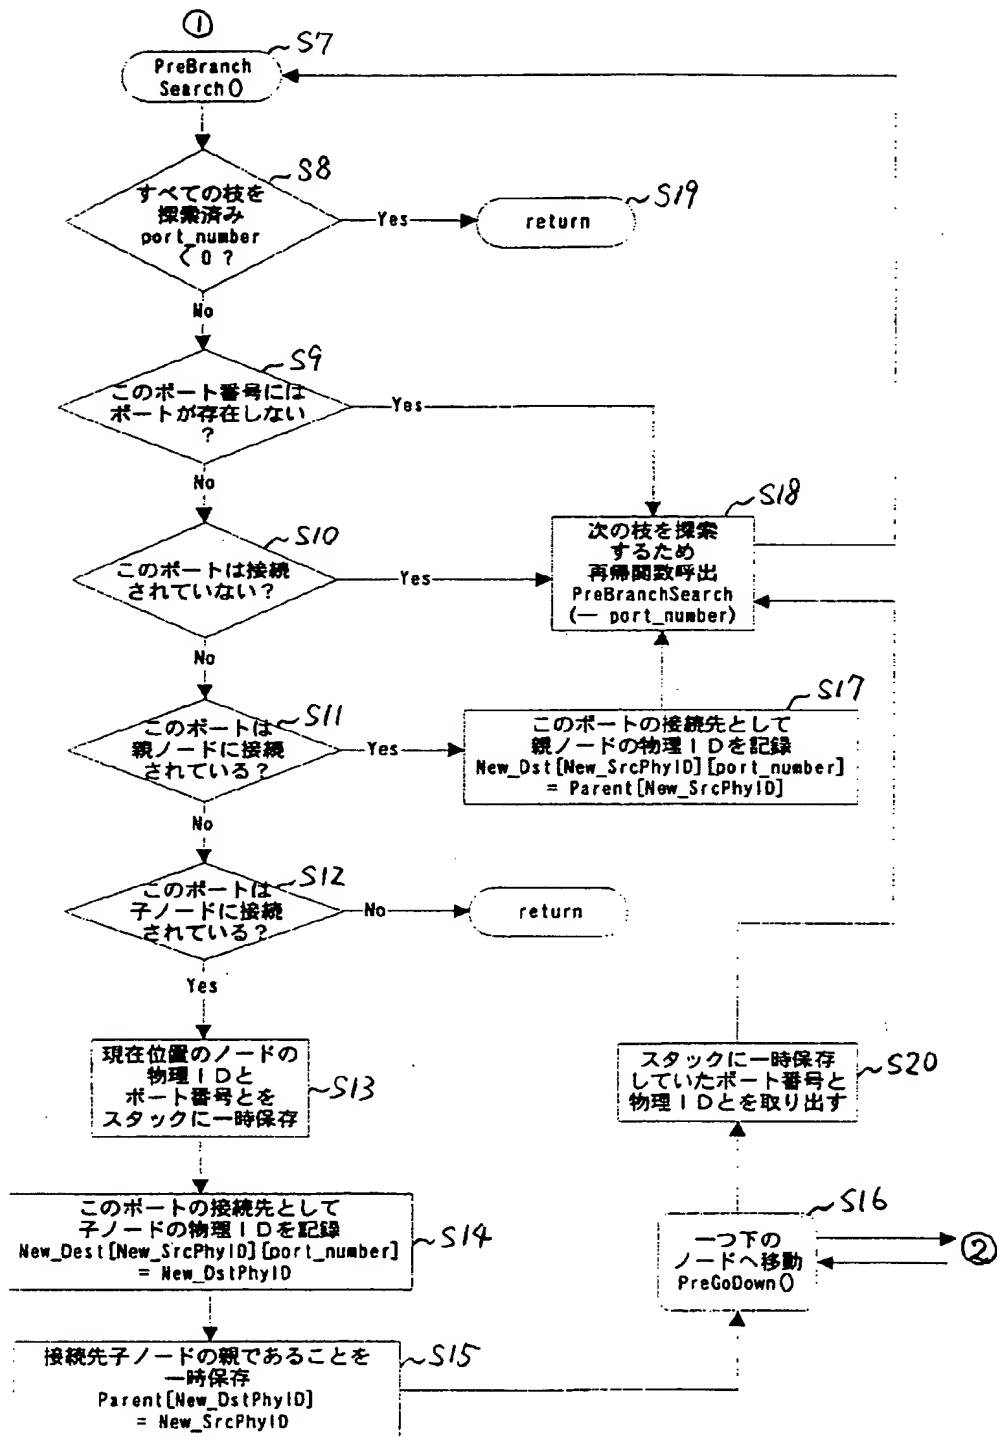 ①
S7
PreBranch
Search()
S8
すべての枝を
探索済み
port_number
< 0 ?
Yes
S19
return
No
S9
このポート番号には
ポートが存在しない
?
Yes
No
S10
このポートは接続
されていない?
Yes
S18
次の枝を探索
するため
再帰関数呼出
PreBranchSearch
(— port_number)
No
S11
このポートは
親ノードに接続
されている?
Yes
S17
このポートの接続先として
親ノードの物理IDを記録
New_Dst[New_SrcPhyID][port_number]
= Parent[New_SrcPhyID]
No
S12
このポートは
子ノードに接続
されている?
No
return
Yes
現在位置のノードの
物理IDと
ポート番号とを
スタックに一時保存
S13
スタックに一時保存
していたポート番号と
物理IDとを取り出す
S20
このポートの接続先として
子ノードの物理IDを記録
New_Dest[New_SrcPhyID][port_number]
= New_DstPhyID
S14
S16
一つ下の
ノードへ移動
PreGoDown()
②
接続先子ノードの親であることを
一時保存
Parent[New_DstPhyID]
= New_SrcPhyID
S15